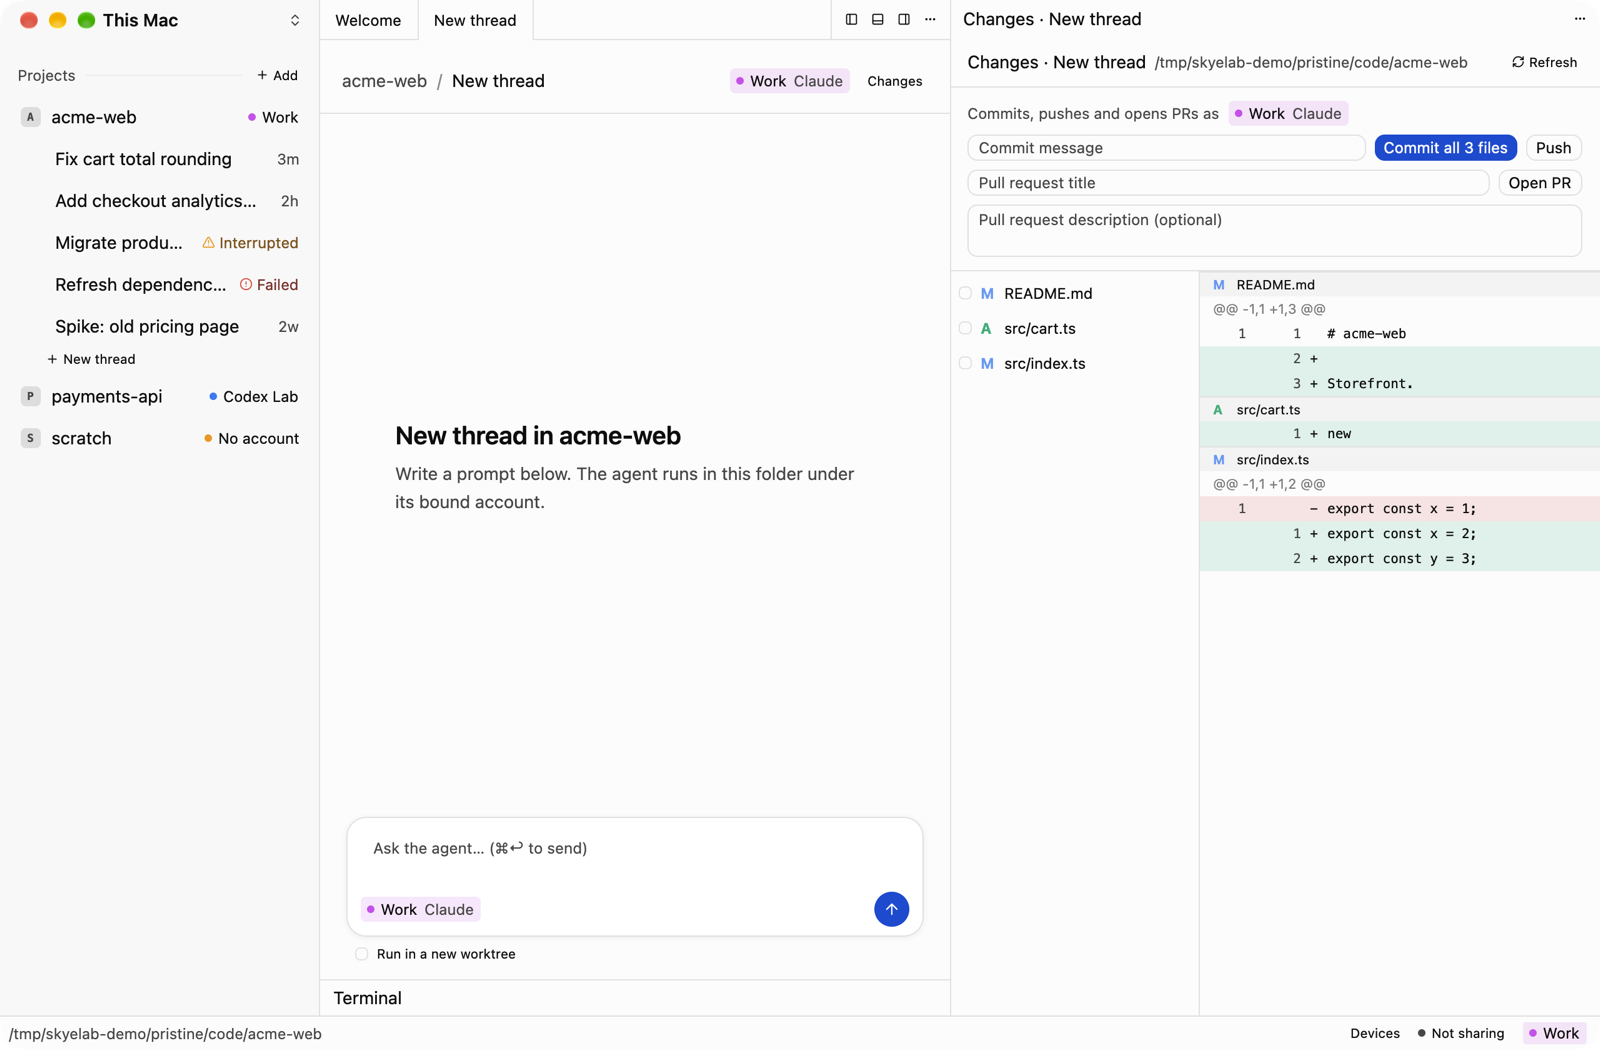 This Mac
Projects
+ Add
A acme-web Work
Fix cart total rounding 3m
Add checkout analytics... 2h
Migrate produ... Interrupted
Refresh dependenc... Failed
Spike: old pricing page 2w
+ New thread
P payments-api Codex Lab
S scratch No account
Welcome
New thread
acme-web / New thread
Work Claude
Changes
New thread in acme-web
Write a prompt below. The agent runs in this folder under
its bound account.
Ask the agent... (⌘↩ to send)
Work Claude
Run in a new worktree
Terminal
Changes · New thread
Changes · New thread /tmp/skyelab-demo/pristine/code/acme-web
Refresh
Commits, pushes and opens PRs as Work Claude
Commit message
Commit all 3 files
Push
Pull request title
Open PR
Pull request description (optional)
M README.md
A src/cart.ts
M src/index.ts
M README.md
@@ -1,1 +1,3 @@
1 1 # acme-web
2 +
3 + Storefront.
A src/cart.ts
1 + new
M src/index.ts
@@ -1,1 +1,2 @@
1 - export const x = 1;
1 + export const x = 2;
2 + export const y = 3;
/tmp/skyelab-demo/pristine/code/acme-web
Devices
Not sharing
Work